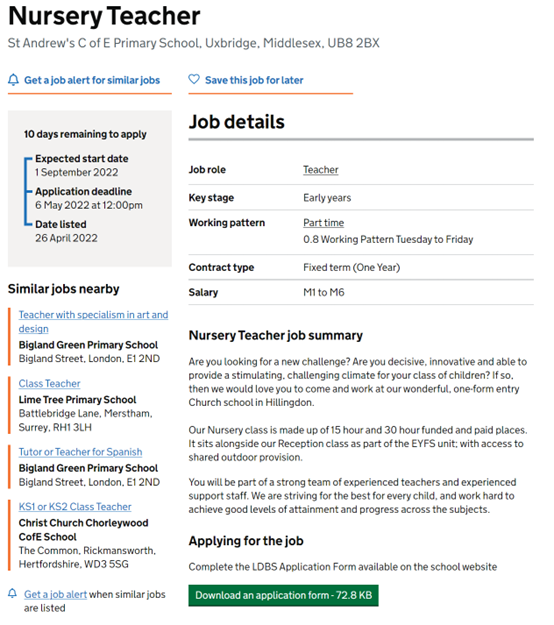 Nursery Teacher
St Andrew's C of E Primary School, Uxbridge, Middlesex, UB8 2BX
Get a job alert for similar jobs
Save this job for later
10 days remaining to apply
Expected start date
1 September 2022
Application deadline
6 May 2022 at 12:00pm
Date listed
26 April 2022
Similar jobs nearby
Teacher with specialism in art and
design
Bigland Green Primary School
Bigland Street, London, E1 2ND
Class Teacher
Lime Tree Primary School
Battlebridge Lane, Merstham,
Surrey, RH1 3LH
Tutor or Teacher for Spanish
Bigland Green Primary School
Bigland Street, London, E1 2ND
KS1 or KS2 Class Teacher
Christ Church Chorleywood
CofE School
The Common, Rickmansworth,
Hertfordshire, WD3 5SG
Get a job alert when similar jobs
are listed
Job details
Job role Teacher
Key stage Early years
Working pattern Part time
0.8 Working Pattern Tuesday to Friday
Contract type Fixed term (One Year)
Salary M1 to M6
Nursery Teacher job summary
Are you looking for a new challenge? Are you decisive, innovative and able to
provide a stimulating, challenging climate for your class of children? If so,
then we would love you to come and work at our wonderful, one-form entry
Church school in Hillingdon.
Our Nursery class is made up of 15 hour and 30 hour funded and paid places.
It sits alongside our Reception class as part of the EYFS unit; with access to
shared outdoor provision.
You will be part of a strong team of experienced teachers and experienced
support staff. We are striving for the best for every child, and work hard to
achieve good levels of attainment and progress across the subjects.
Applying for the job
Complete the LDBS Application Form available on the school website
Download an application form - 72.8 KB